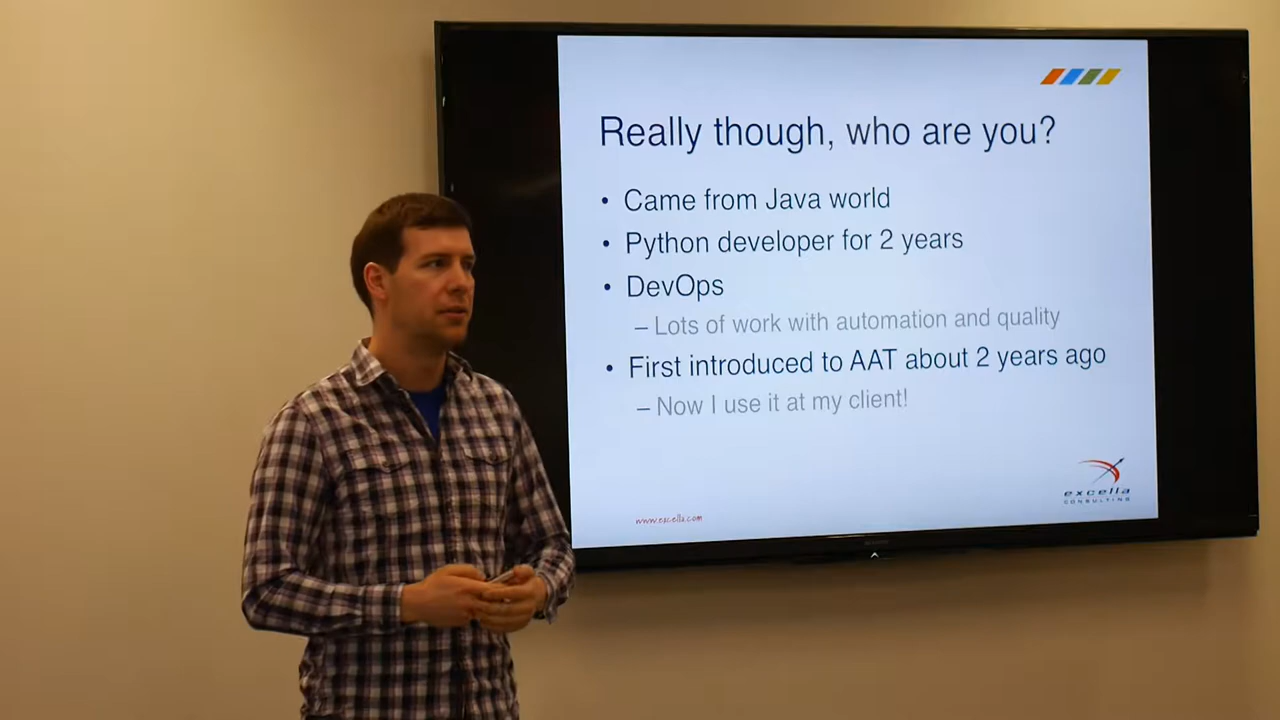 Really though, who are you?
• Came from Java world
• Python developer for 2 years
• DevOps
– Lots of work with automation and quality
• First introduced to AAT about 2 years ago
– Now I use it at my client!
excella
CONSULTING
www.excella.com